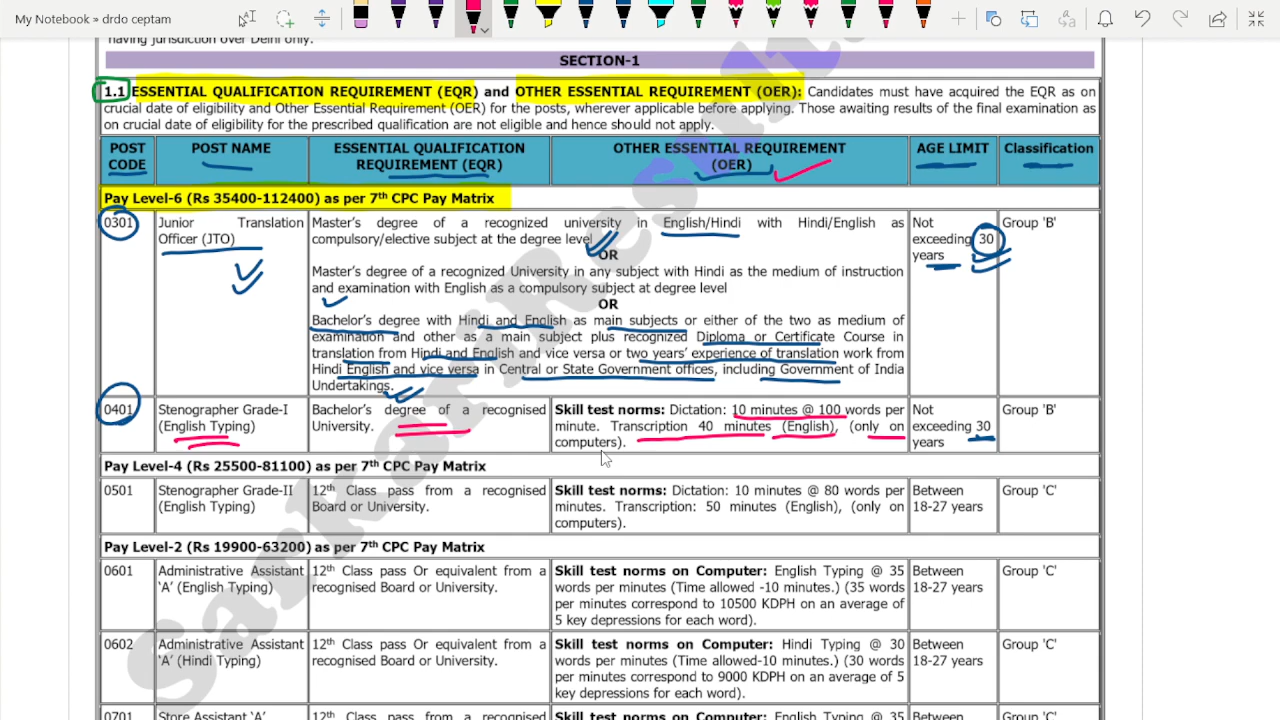 My Notebook » drdo ceptam
having jurisdiction over Delhi only.
SECTION-1
1.1 ESSENTIAL QUALIFICATION REQUIREMENT (EQR) and OTHER ESSENTIAL REQUIREMENT (OER): Candidates must have acquired the EQR as on
crucial date of eligibility and Other Essential Requirement (OER) for the posts, wherever applicable before applying. Those awaiting results of the final examination as
on crucial date of eligibility for the prescribed qualification are not eligible and hence should not apply.
POST
CODE
POST NAME
ESSENTIAL QUALIFICATION
REQUIREMENT (EQR)
OTHER ESSENTIAL REQUIREMENT
(OER)
AGE LIMIT
Classification
Pay Level-6 (Rs 35400-112400) as per 7th CPC Pay Matrix
0301
Junior Translation
Officer (JTO)
Master's degree of a recognized university in English/Hindi with Hindi/English as
compulsory/elective subject at the degree level
OR
Master's degree of a recognized University in any subject with Hindi as the medium of instruction
and examination with English as a compulsory subject at degree level
OR
Bachelor's degree with Hindi and English as main subjects or either of the two as medium of
examination and other as a main subject plus recognized Diploma or Certificate Course in
translation from Hindi and English and vice versa or two years' experience of translation work from
Hindi English and vice versa in Central or State Government offices, including Government of India
Undertakings.
Not
exceeding 30
years
Group 'B'
0401
Stenographer Grade-I
(English Typing)
Bachelor's degree of a recognised
University.
Skill test norms: Dictation: 10 minutes @ 100 words per
minute. Transcription 40 minutes (English), (only on
computers).
Not
exceeding 30
years
Group 'B'
Pay Level-4 (Rs 25500-81100) as per 7th CPC Pay Matrix
0501
Stenographer Grade-II
(English Typing)
12th Class pass from a recognised
Board or University.
Skill test norms: Dictation: 10 minutes @ 80 words per
minutes. Transcription: 50 minutes (English), (only on
computers).
Between
18-27 years
Group 'C'
Pay Level-2 (Rs 19900-63200) as per 7th CPC Pay Matrix
0601
Administrative Assistant
'A' (English Typing)
12th Class pass Or equivalent from a
recognised Board or University.
Skill test norms on Computer: English Typing @ 35
words per minutes (Time allowed -10 minutes.) (35 words
per minutes correspond to 10500 KDPH on an average of
5 key depressions for each word).
Between
18-27 years
Group 'C'
0602
Administrative Assistant
'A' (Hindi Typing)
12th Class pass Or equivalent from a
recognised Board or University.
Skill test norms on Computer: Hindi Typing @ 30
words per minutes (Time allowed-10 minutes.) (30 words
per minutes correspond to 9000 KDPH on an average of 5
key depressions for each word).
Between
18-27 years
Group 'C'
0701
Store Assistant 'A'
12th Class pass Or equivalent from a
Skill test norms on Computer: English Typing @ 35
Between
Group 'C'